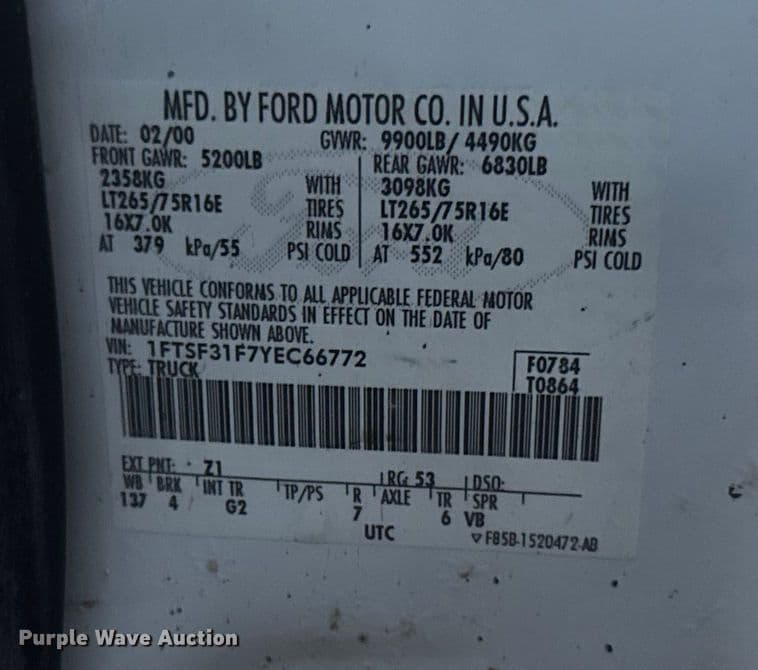 MFD. BY FORD MOTOR CO. IN U.S.A.
DATE: 02/00 GVWR: 9900LB/ 4490KG
FRONT GAWR: 5200LB REAR GAWR: 6830LB
2358KG WITH 3098KG WITH
LT265/75R16E TIRES LT265/75R16E TIRES
16X7.0K RIMS 16X7.0K RIMS
AT 379 kPa/55 PSI COLD AT 552 kPa/80 PSI COLD
THIS VEHICLE CONFORMS TO ALL APPLICABLE FEDERAL MOTOR
VEHICLE SAFETY STANDARDS IN EFFECT ON THE DATE OF
MANUFACTURE SHOWN ABOVE.
VIN: 1FTSF31F7YEC66772 F0784
TYPE: TRUCK T0864
EXT PNT: Z1 RC: 53 DSO:
WB BRK INT TR TP/PS R AXLE TR SPR
137 4 G2 7 6 VB
UTC
▽ F85B-1520472-AB
Purple Wave Auction